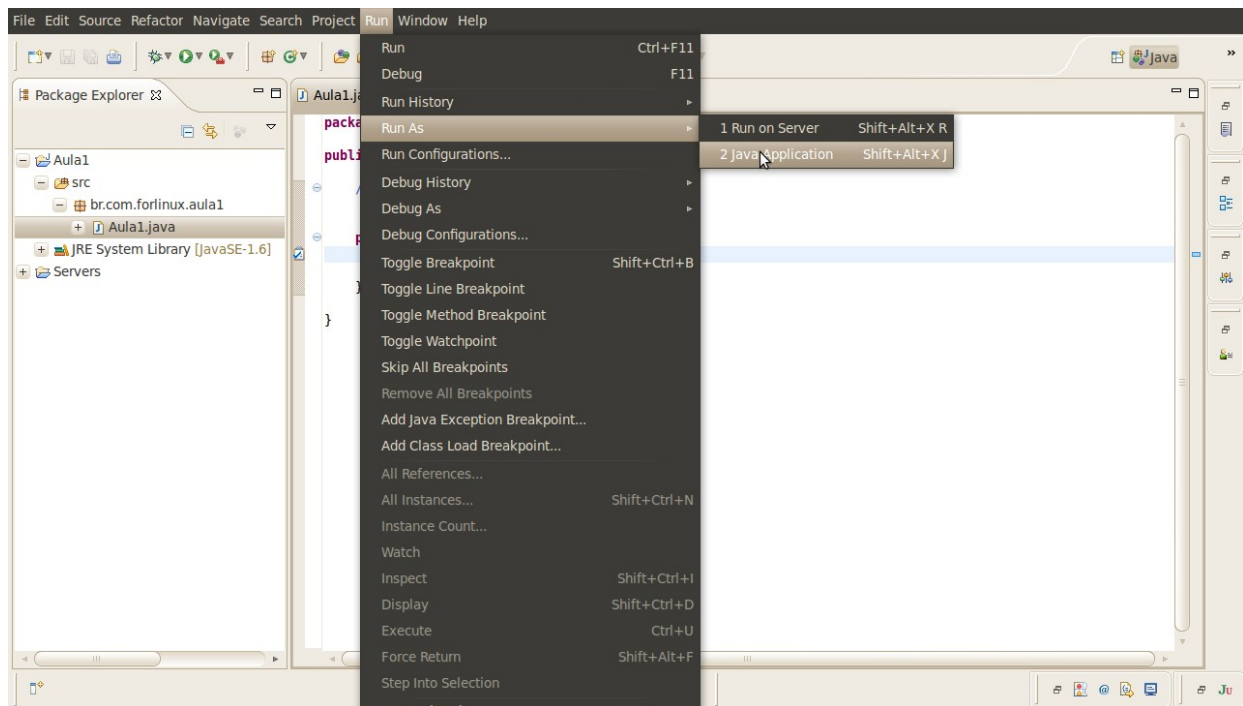 File Edit Source Refactor Navigate Search Project Run Window Help
Java
Package Explorer
Aula1
src
br.com.forlinux.aula1
Aula1.java
JRE System Library [JavaSE-1.6]
Servers
Aula1.ja
packa
publi
/
p
}
}
Run Ctrl+F11
Debug F11
Run History
Run As
Run Configurations...
Debug History
Debug As
Debug Configurations...
Toggle Breakpoint Shift+Ctrl+B
Toggle Line Breakpoint
Toggle Method Breakpoint
Toggle Watchpoint
Skip All Breakpoints
Remove All Breakpoints
Add Java Exception Breakpoint...
Add Class Load Breakpoint...
All References...
All Instances... Shift+Ctrl+N
Instance Count...
Watch
Inspect Shift+Ctrl+I
Display Shift+Ctrl+D
Execute Ctrl+U
Force Return Shift+Alt+F
Step Into Selection
1 Run on Server Shift+Alt+X R
2 Java Application Shift+Alt+X J
@
Ju